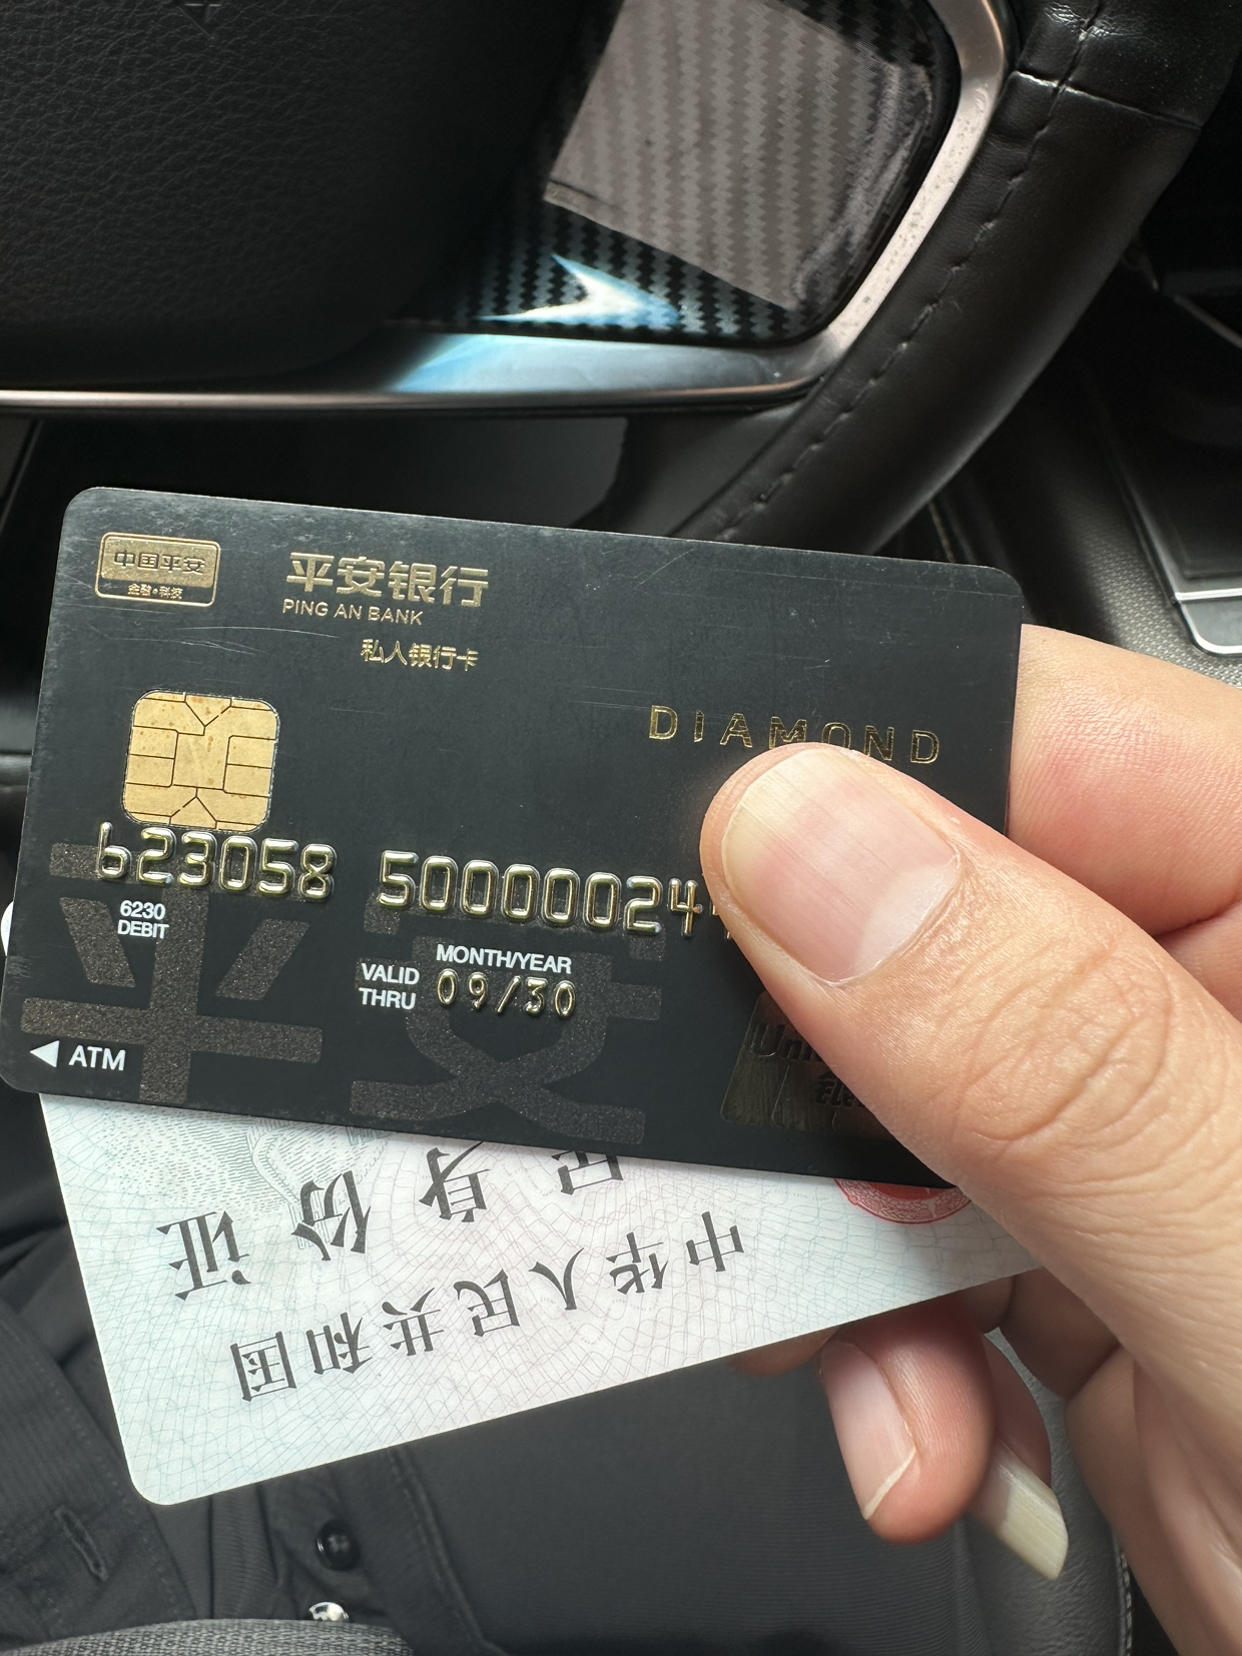 中国平安
金融·科技
平安银行
PING AN BANK
私人银行卡
DIAMOND
623058 500000244
6230
DEBIT
MONTH/YEAR
VALID
THRU 09/30
ATM
平安
中华人民共和国
民身份证